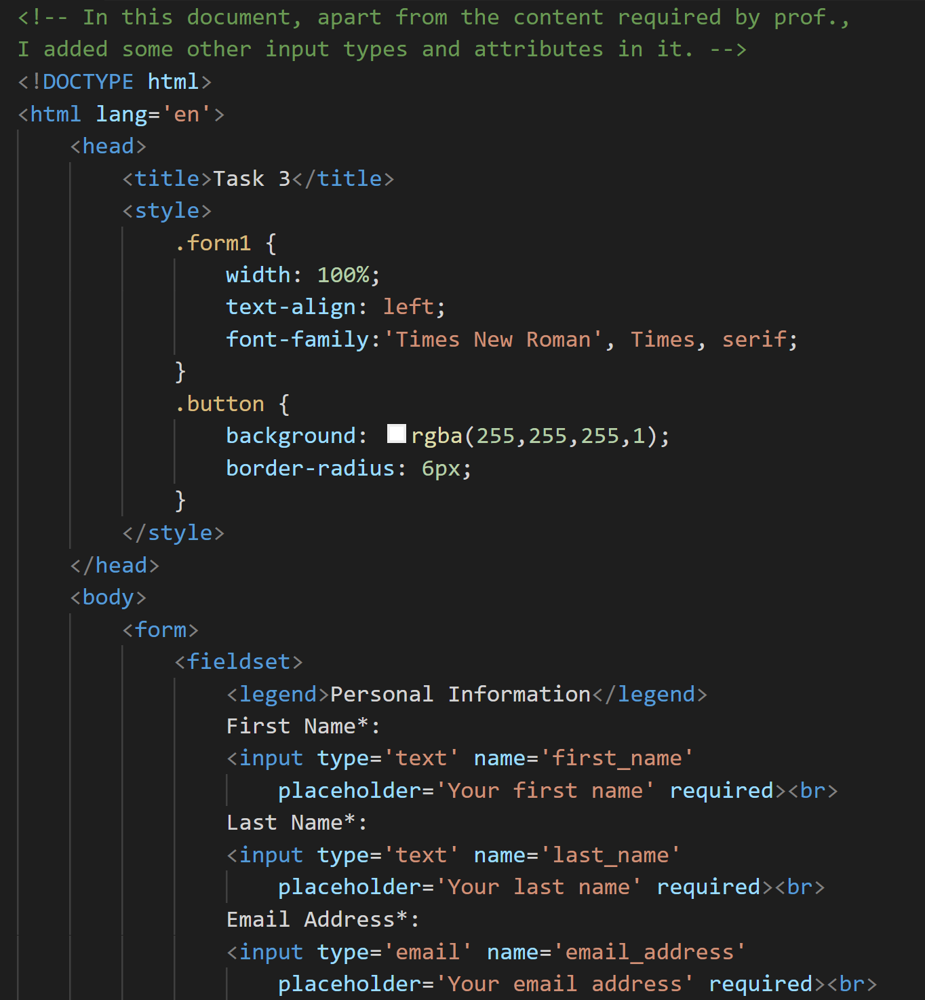 <!-- In this document, apart from the content required by prof.,
I added some other input types and attributes in it. -->
<!DOCTYPE html>
<html lang='en'>
<head>
<title>Task 3</title>
<style>
.form1 {
width: 100%;
text-align: left;
font-family:'Times New Roman', Times, serif;
}
.button {
background: rgba(255,255,255,1);
border-radius: 6px;
}
</style>
</head>
<body>
<form>
<fieldset>
<legend>Personal Information</legend>
First Name*:
<input type='text' name='first_name'
placeholder='Your first name' required><br>
Last Name*:
<input type='text' name='last_name'
placeholder='Your last name' required><br>
Email Address*:
<input type='email' name='email_address'
placeholder='Your email address' required><br>